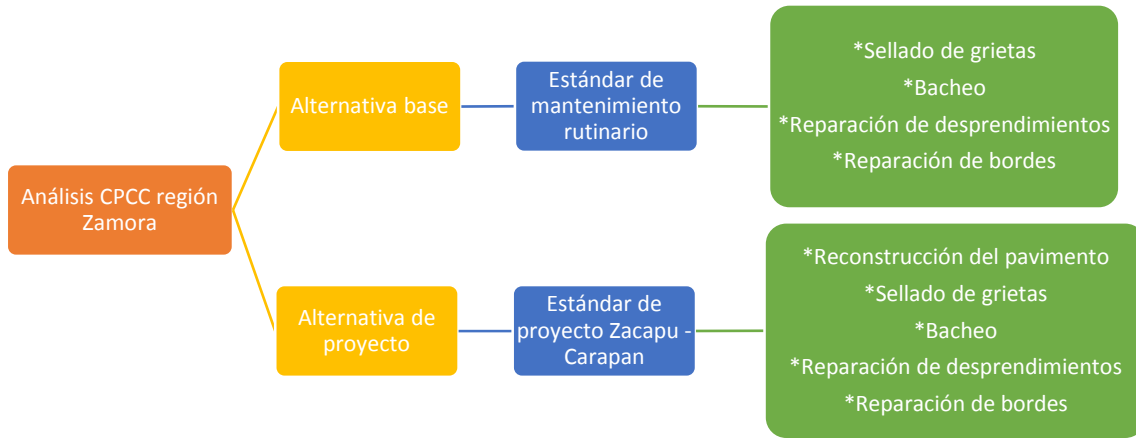 Análisis CPCC región
Zamora
Alternativa base
Estándar de
mantenimiento
rutinario
*Sellado de grietas
*Bacheo
*Reparación de desprendimientos
*Reparación de bordes
Alternativa de
proyecto
Estándar de
proyecto Zacapu -
Carapan
*Reconstrucción del pavimento
*Sellado de grietas
*Bacheo
*Reparación de desprendimientos
*Reparación de bordes